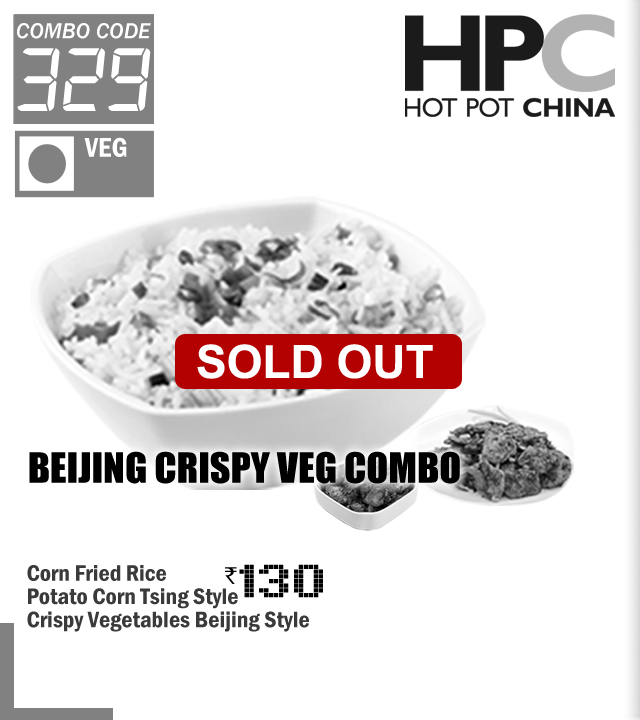 COMBO CODE
329
VEG
HPC
HOT POT CHINA
SOLD OUT
BEIJING CRISPY VEG COMBO
Corn Fried Rice
₹130
Potato Corn Tsing Style
Crispy Vegetables Beijing Style